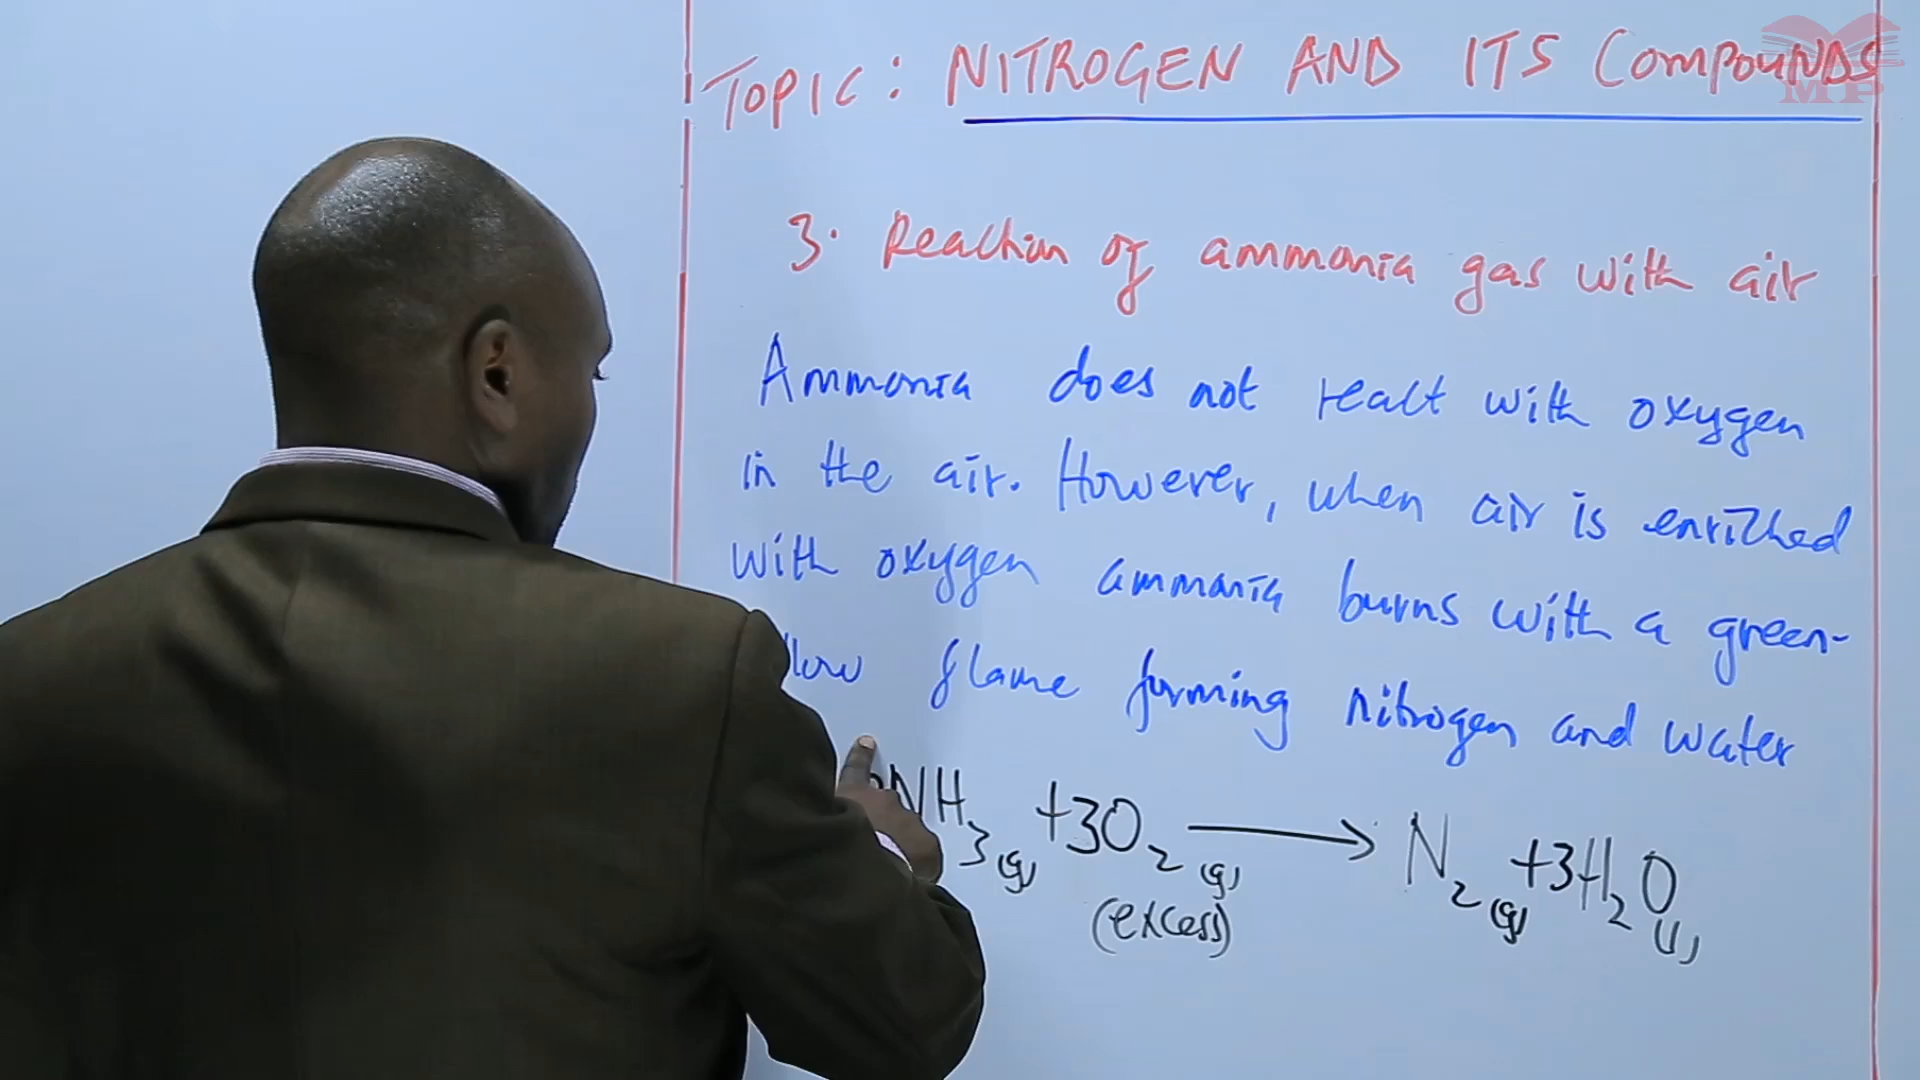 TOPIC: NITROGEN AND ITS COMPOUNDS
MP
3. Reaction of ammonia gas with air
Ammonia does not react with oxygen
in the air. However, when air is enriched
with oxygen ammonia burns with a green-
llow flame forming nitrogen and water
NH3(g) + 3O2(g) → N2(g) + 3H2O(l)
(excess)